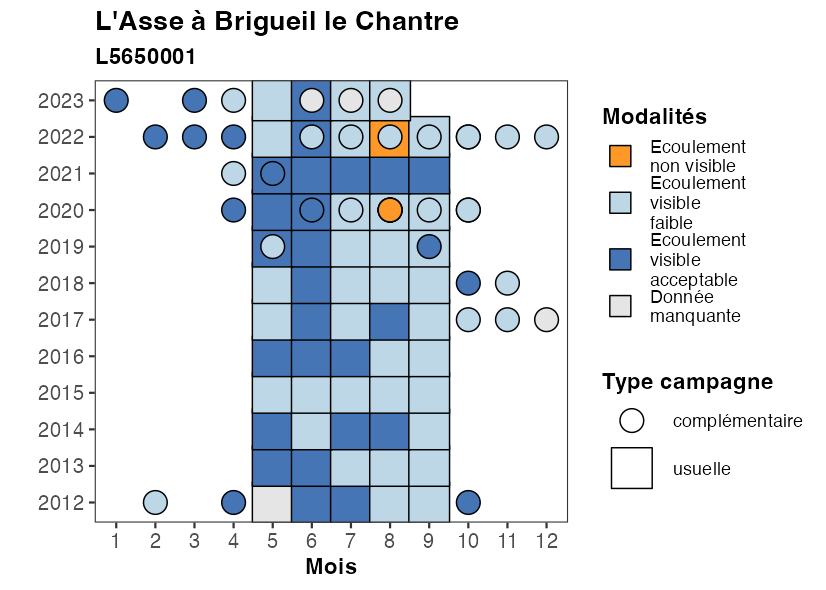 L'Asse à Brigueil le Chantre
L5650001
2023
2022
2021
2020
2019
2018
2017
2016
2015
2014
2013
2012
1 2 3 4 5 6 7 8 9 10 11 12
Mois
Modalités
Ecoulement
non visible
Ecoulement
visible
faible
Ecoulement
visible
acceptable
Donnée
manquante
Type campagne
complémentaire
usuelle